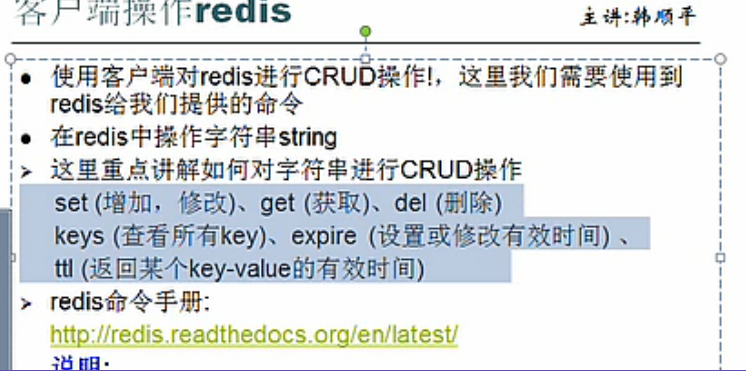 客户端操作redis
主讲:韩顺平
● 使用客户端对redis进行CRUD操作!，这里我们需要使用到
redis给我们提供的命令
● 在redis中操作字符串string
➢ 这里重点讲解如何对字符串进行CRUD操作
set (增加，修改)、get (获取)、del (删除)
keys (查看所有key)、expire (设置或修改有效时间) 、
ttl (返回某个key-value的有效时间)
➢ redis命令手册:
http://redis.readthedocs.org/en/latest/
说明: